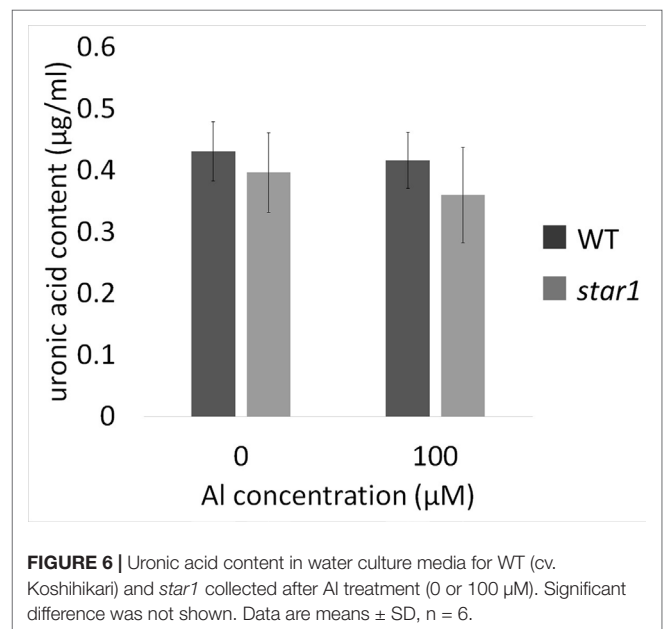 uronic acid content (µg/ml)
0.6
0.5
0.4
0.3
0.2
0.1
0
0 100
Al concentration (µM)
WT
star1
FIGURE 6 | Uronic acid content in water culture media for WT (cv.
Koshihikari) and star1 collected after Al treatment (0 or 100 µM). Significant
difference was not shown. Data are means ± SD, n = 6.